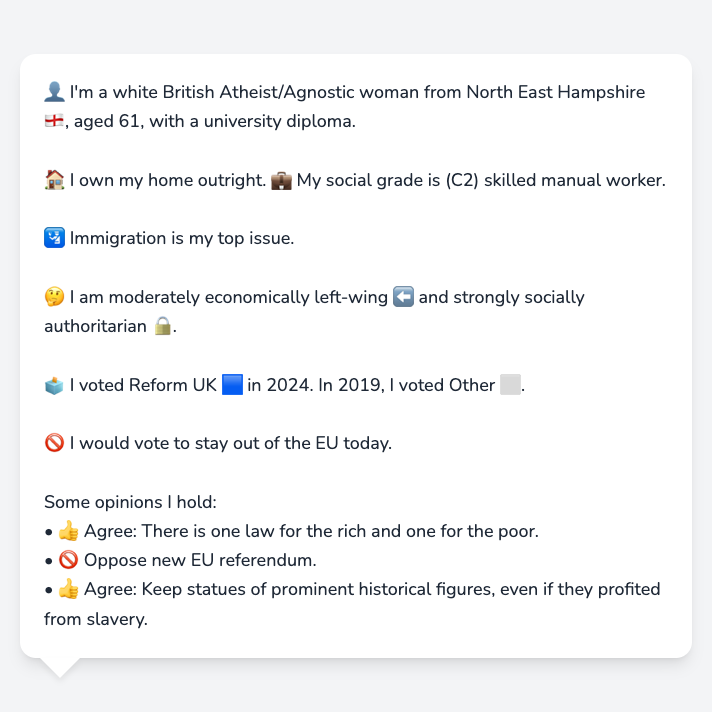 👤 I'm a white British Atheist/Agnostic woman from North East Hampshire
🏴󠁧󠁢󠁥󠁮󠁧󠁿, aged 61, with a university diploma.
🏠 I own my home outright. 💼 My social grade is (C2) skilled manual worker.
🛂 Immigration is my top issue.
🤔 I am moderately economically left-wing ⬅️ and strongly socially
authoritarian 🔒.
🗳️ I voted Reform UK 🟦 in 2024. In 2019, I voted Other ⬜.
🚫 I would vote to stay out of the EU today.
Some opinions I hold:
• 👍 Agree: There is one law for the rich and one for the poor.
• 🚫 Oppose new EU referendum.
• 👍 Agree: Keep statues of prominent historical figures, even if they profited
from slavery.